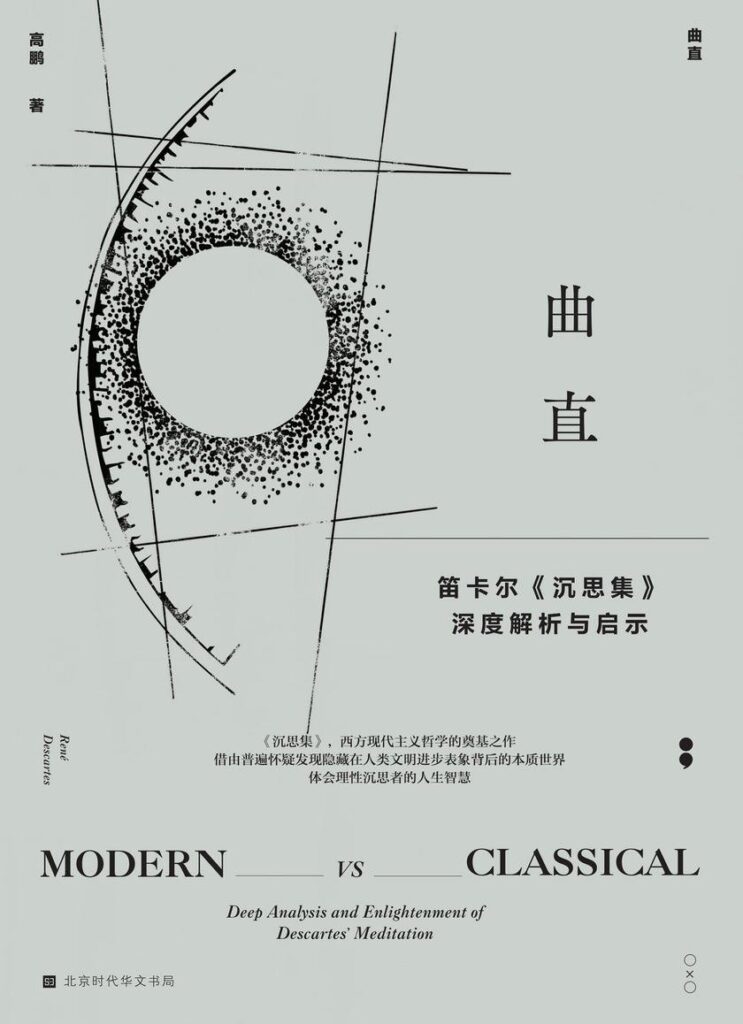 高鹏 著
曲直
曲直
笛卡尔《沉思集》
深度解析与启示
René
Descartes
《沉思集》，西方现代主义哲学的奠基之作
借由普遍怀疑发现隐藏在人类文明进步表象背后的本质世界
体会理性沉思者的人生智慧
MODERN VS CLASSICAL
Deep Analysis and Enlightenment of
Descartes' Meditation
北京时代华文书局